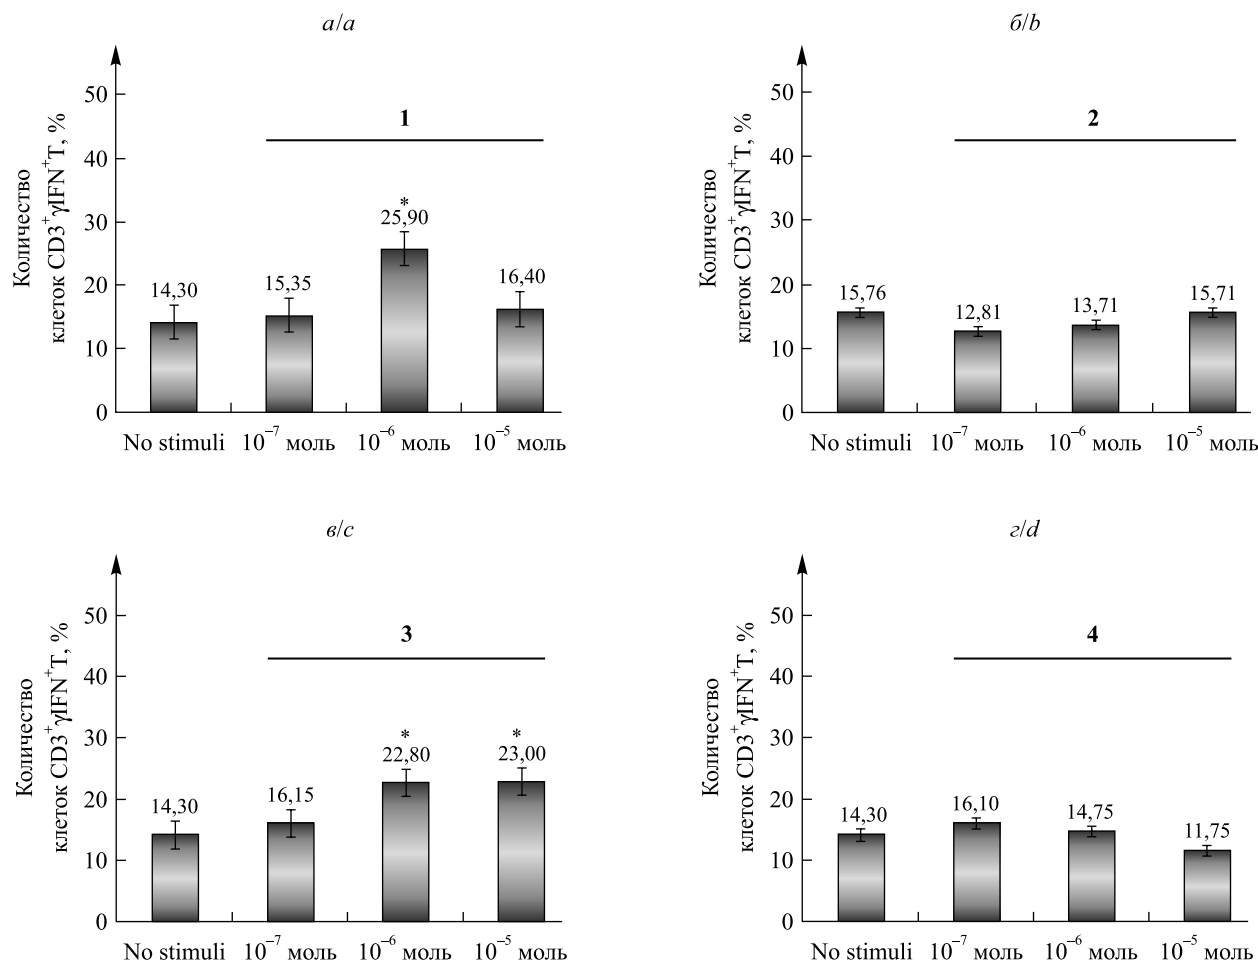 а/a
Количество
клеток CD3⁺γIFN⁺T, %
50
40
30
20
10
0
1
14,30
15,35
*
25,90
16,40
No stimuli 10⁻⁷ моль 10⁻⁶ моль 10⁻⁵ моль
б/b
Количество
клеток CD3⁺γIFN⁺T, %
50
40
30
20
10
0
2
15,76
12,81
13,71
15,71
No stimuli 10⁻⁷ моль 10⁻⁶ моль 10⁻⁵ моль
в/c
Количество
клеток CD3⁺γIFN⁺T, %
50
40
30
20
10
0
3
14,30
16,15
*
22,80
*
23,00
No stimuli 10⁻⁷ моль 10⁻⁶ моль 10⁻⁵ моль
г/d
Количество
клеток CD3⁺γIFN⁺T, %
50
40
30
20
10
0
4
14,30
16,10
14,75
11,75
No stimuli 10⁻⁷ моль 10⁻⁶ моль 10⁻⁵ моль